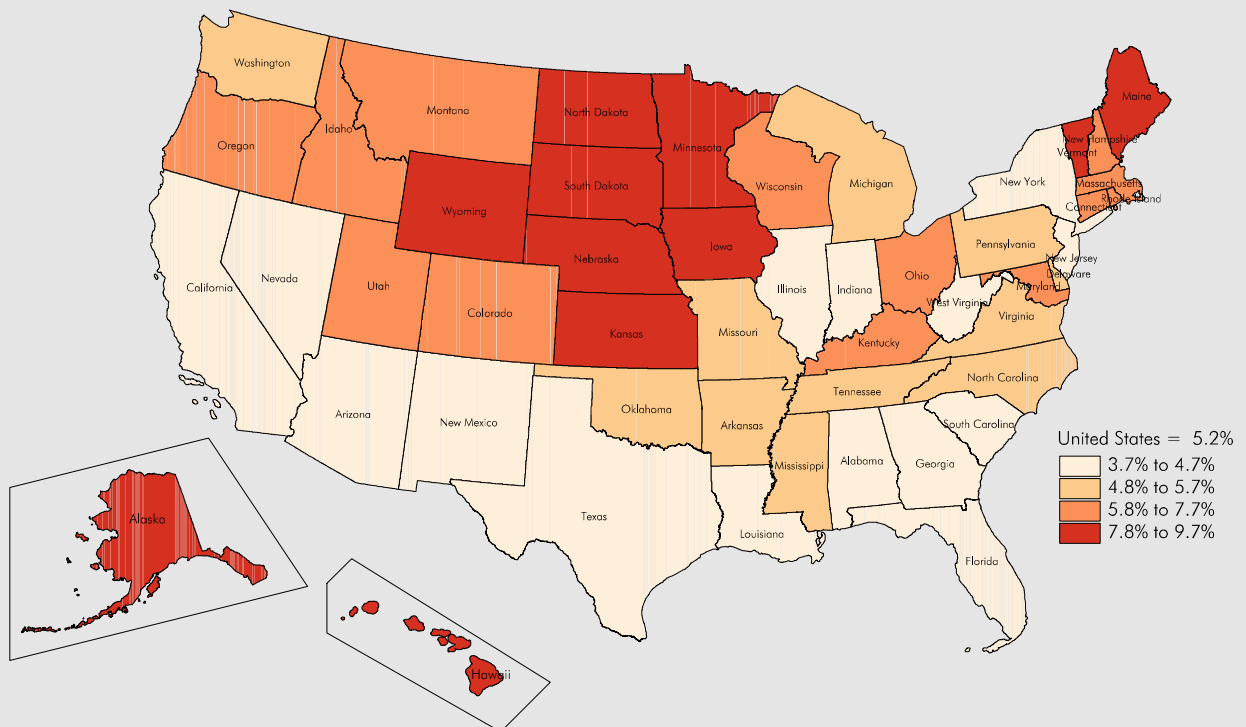 Washington
Oregon
Idaho
Montana
North Dakota
South Dakota
Minnesota
Wisconsin
Michigan
New York
Maine
New Hampshire
Vermont
Massachusetts
Rhode Island
Connecticut
Wyoming
Nebraska
Iowa
California
Nevada
Utah
Colorado
Kansas
Illinois
Indiana
Ohio
Pennsylvania
New Jersey
Delaware
Maryland
West Virginia
Virginia
Kentucky
Missouri
Arizona
New Mexico
Oklahoma
Arkansas
Tennessee
North Carolina
South Carolina
Mississippi
Alabama
Georgia
Texas
Louisiana
Florida
Alaska
Hawaii
United States = 5.2%
3.7% to 4.7%
4.8% to 5.7%
5.8% to 7.7%
7.8% to 9.7%